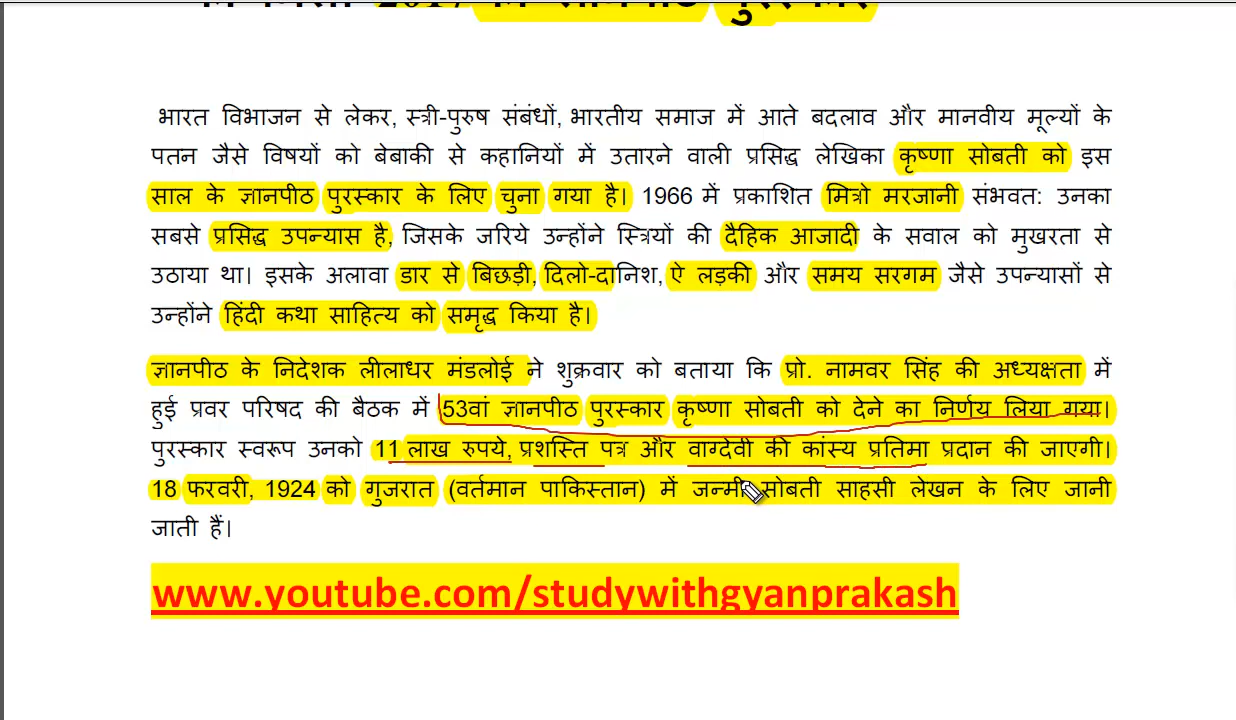 2017
भारत विभाजन से लेकर, स्त्री-पुरुष संबंधों, भारतीय समाज में आते बदलाव और मानवीय मूल्यों के
पतन जैसे विषयों को बेबाकी से कहानियों में उतारने वाली प्रसिद्ध लेखिका कृष्णा सोबती को इस
साल के ज्ञानपीठ पुरस्कार के लिए चुना गया है। 1966 में प्रकाशित मित्रो मरजानी संभवत: उनका
सबसे प्रसिद्ध उपन्यास है, जिसके जरिये उन्होंने स्त्रियों की दैहिक आजादी के सवाल को मुखरता से
उठाया था। इसके अलावा डार से बिछड़ी, दिलो-दानिश, ऐ लड़की और समय सरगम जैसे उपन्यासों से
उन्होंने हिंदी कथा साहित्य को समृद्ध किया है।
ज्ञानपीठ के निदेशक लीलाधर मंडलोई ने शुक्रवार को बताया कि प्रो. नामवर सिंह की अध्यक्षता में
हुई प्रवर परिषद की बैठक में 53वां ज्ञानपीठ पुरस्कार कृष्णा सोबती को देने का निर्णय लिया गया।
पुरस्कार स्वरूप उनको 11 लाख रुपये, प्रशस्ति पत्र और वाग्देवी की कांस्य प्रतिमा प्रदान की जाएगी।
18 फरवरी, 1924 को गुजरात (वर्तमान पाकिस्तान) में जन्मी सोबती साहसी लेखन के लिए जानी
जाती हैं।
www.youtube.com/studywithgyanprakash